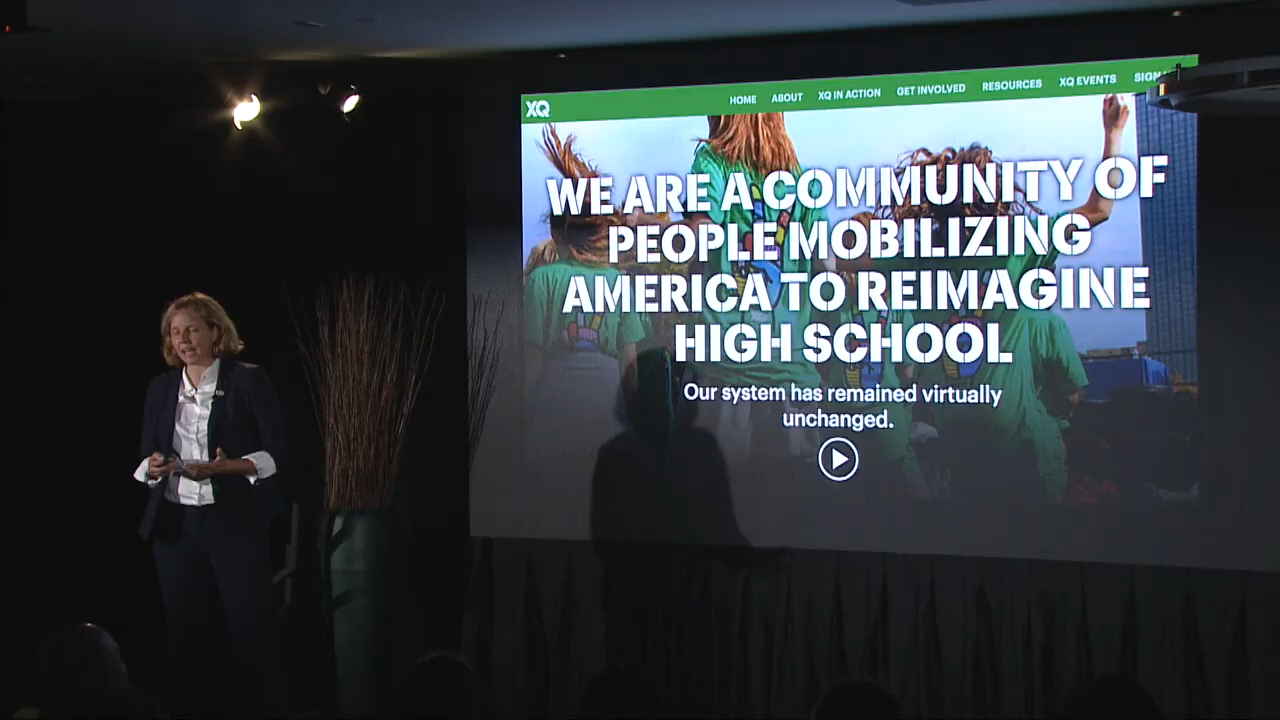 XQ
HOME ABOUT XQ IN ACTION GET INVOLVED RESOURCES XQ EVENTS SIGN
WE ARE A COMMUNITY OF
PEOPLE MOBILIZING
AMERICA TO REIMAGINE
HIGH SCHOOL
Our system has remained virtually
unchanged.